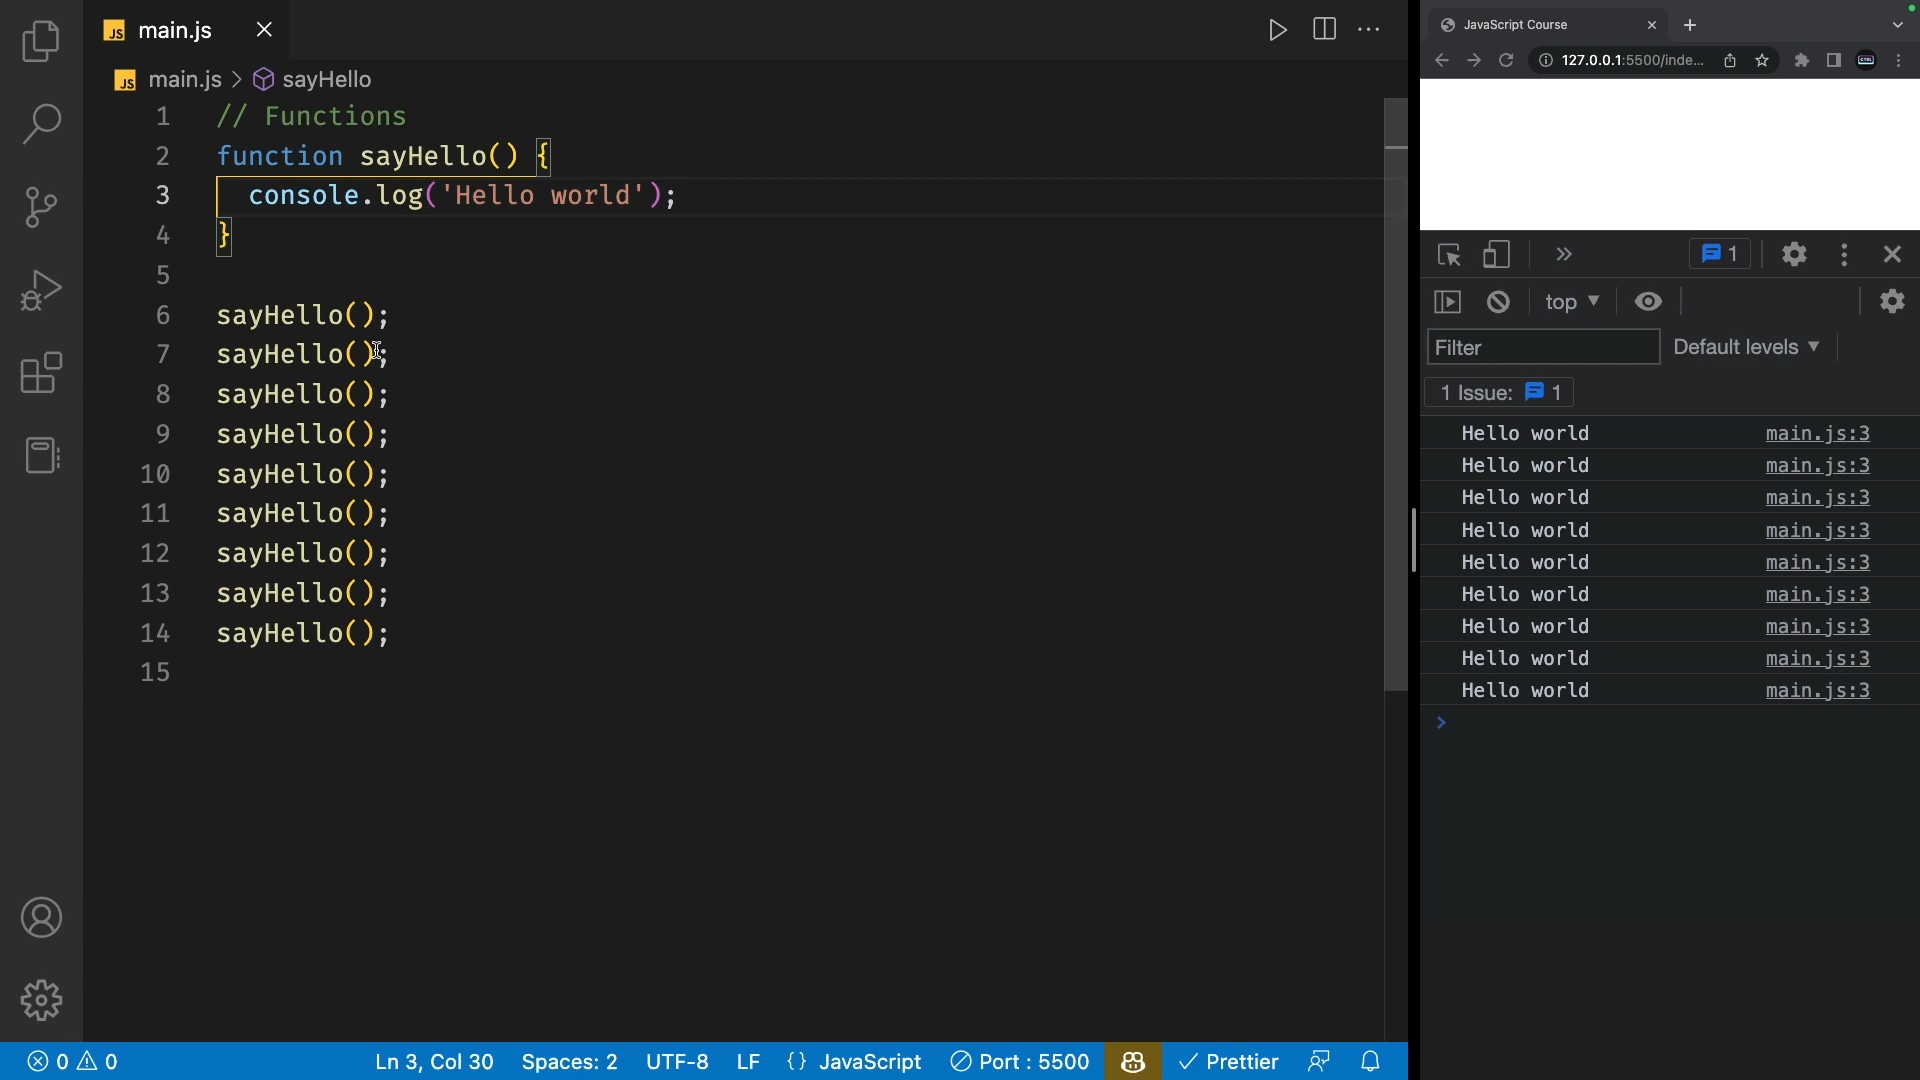 JS main.js
JS main.js > sayHello
1 // Functions
2 function sayHello() {
3 console.log('Hello world');
4 }
5
6 sayHello();
7 sayHello();
8 sayHello();
9 sayHello();
10 sayHello();
11 sayHello();
12 sayHello();
13 sayHello();
14 sayHello();
15
0 0 Ln 3, Col 30 Spaces: 2 UTF-8 LF {} JavaScript Port : 5500 Prettier
JavaScript Course
127.0.0.1:5500/inde...
1
top
Filter Default levels
1 Issue: 1
Hello world main.js:3
Hello world main.js:3
Hello world main.js:3
Hello world main.js:3
Hello world main.js:3
Hello world main.js:3
Hello world main.js:3
Hello world main.js:3
Hello world main.js:3
>